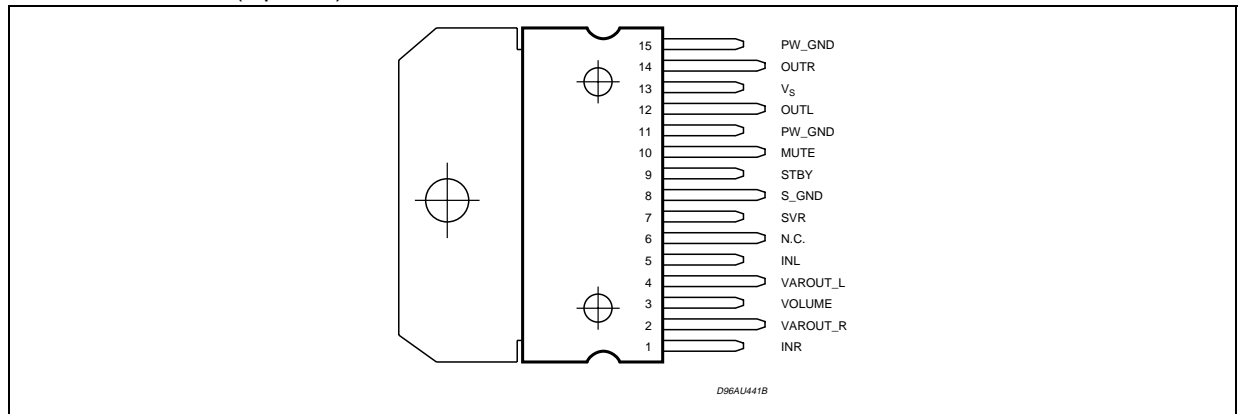 15 PW_GND
14 OUTR
13 VS
12 OUTL
11 PW_GND
10 MUTE
9 STBY
8 S_GND
7 SVR
6 N.C.
5 INL
4 VAROUT_L
3 VOLUME
2 VAROUT_R
1 INR
D96AU441B